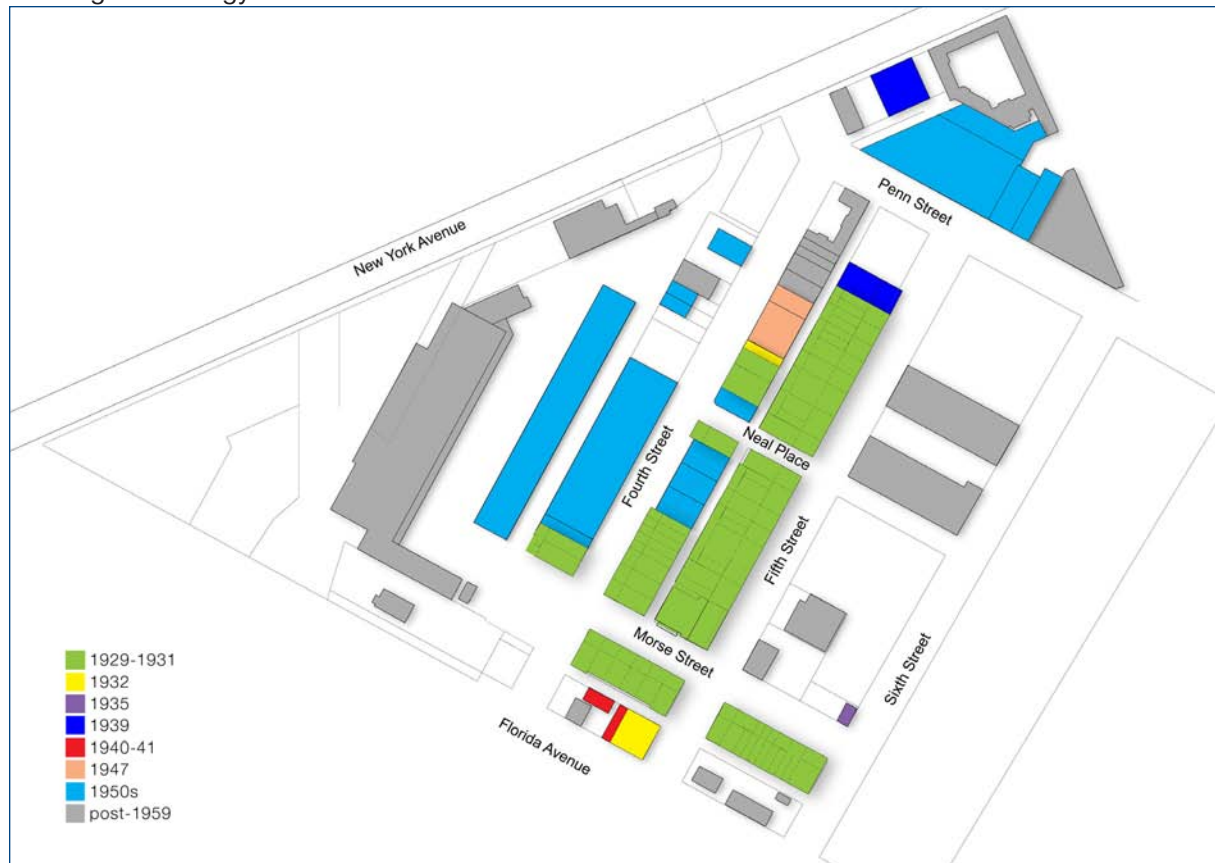 New York Avenue
Penn Street
Fourth Street
Neal Place
Fifth Street
Morse Street
Sixth Street
Florida Avenue
1929-1931
1932
1935
1939
1940-41
1947
1950s
post-1959